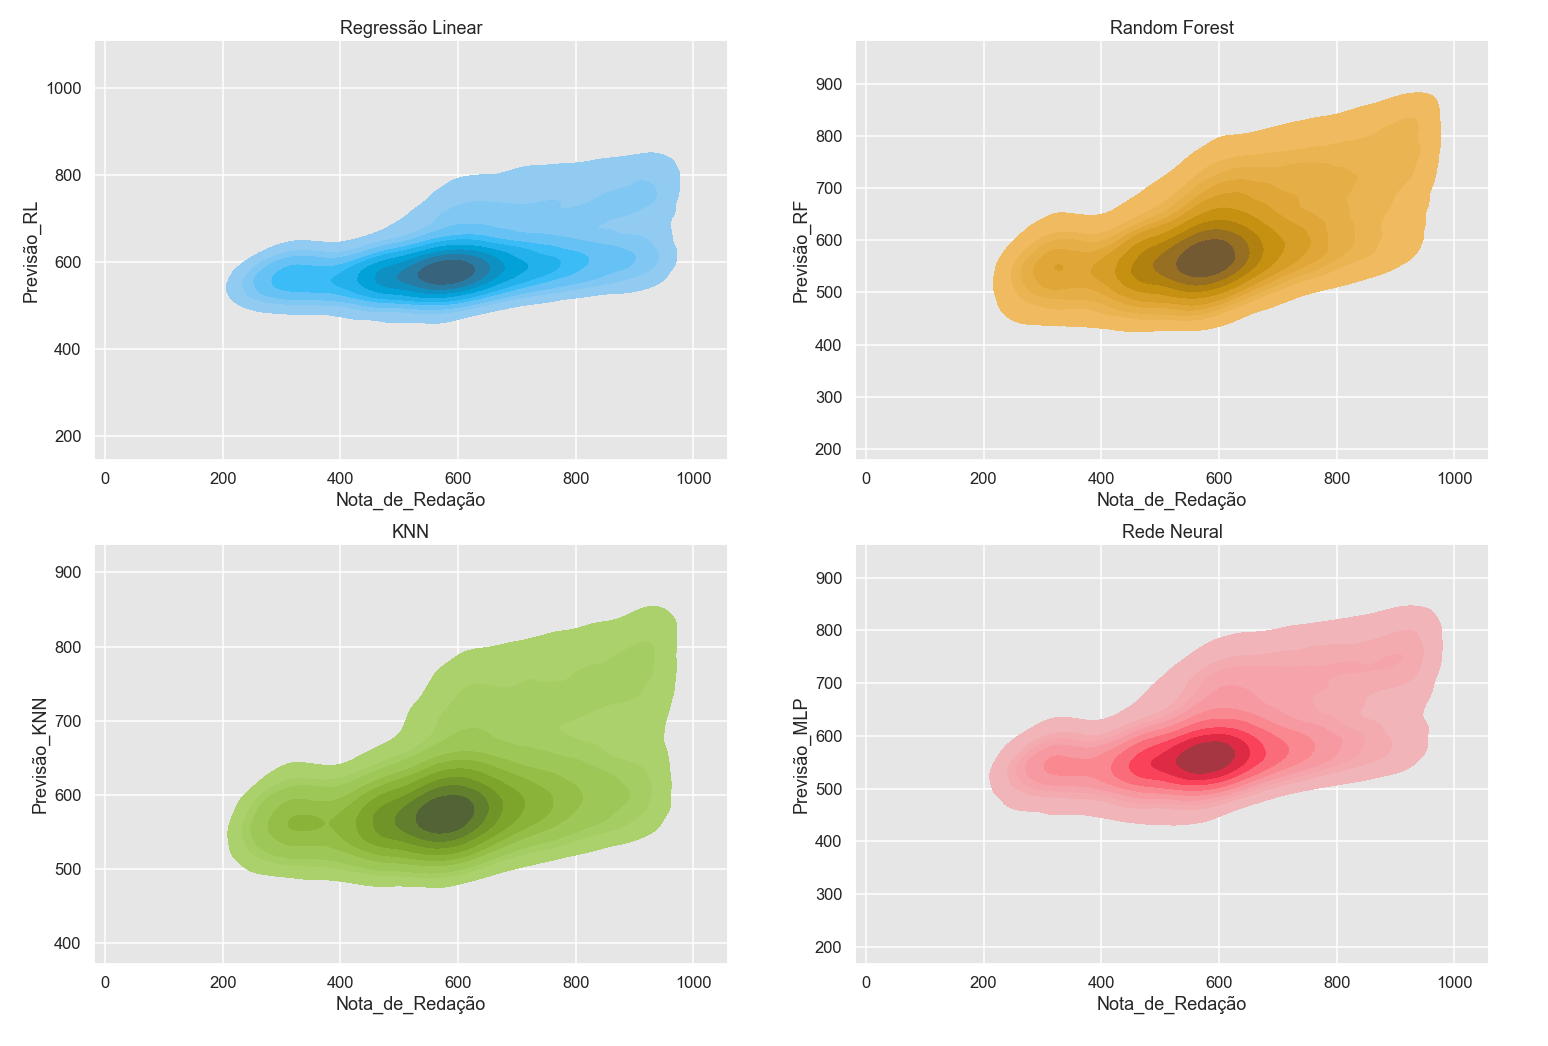 Regressão Linear
Previsão_RL
1000
800
600
400
200
0 200 400 600 800 1000
Nota_de_Redação
Random Forest
Previsão_RF
900
800
700
600
500
400
300
200
0 200 400 600 800 1000
Nota_de_Redação
KNN
Previsão_KNN
900
800
700
600
500
400
0 200 400 600 800 1000
Nota_de_Redação
Rede Neural
Previsão_MLP
900
800
700
600
500
400
300
200
0 200 400 600 800 1000
Nota_de_Redação